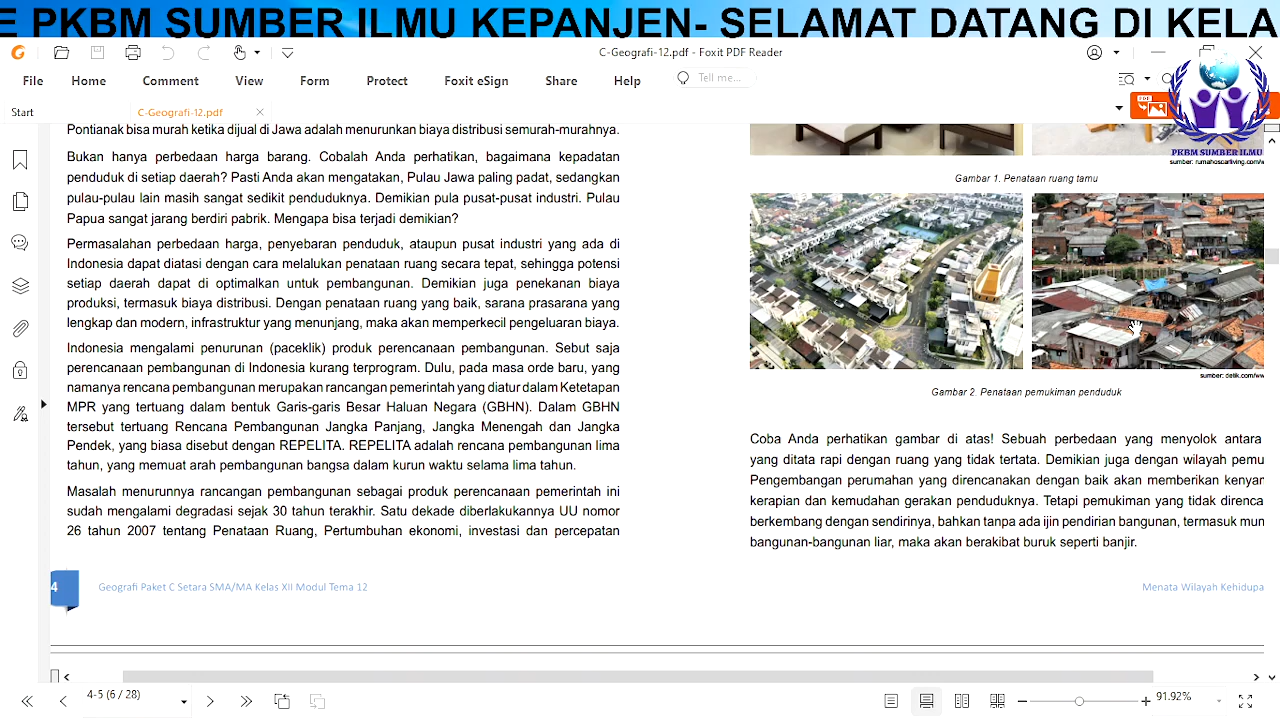 E PKBM SUMBER ILMU KEPANJEN- SELAMAT DATANG DI KELA
C-Geografi-12.pdf - Foxit PDF Reader
File Home Comment View Form Protect Foxit eSign Share Help Tell me...
Start C-Geografi-12.pdf
PKBM SUMBER ILMU
Pontianak bisa murah ketika dijual di Jawa adalah menurunkan biaya distribusi semurah-murahnya.
Bukan hanya perbedaan harga barang. Cobalah Anda perhatikan, bagaimana kepadatan
penduduk di setiap daerah? Pasti Anda akan mengatakan, Pulau Jawa paling padat, sedangkan
pulau-pulau lain masih sangat sedikit penduduknya. Demikian pula pusat-pusat industri. Pulau
Papua sangat jarang berdiri pabrik. Mengapa bisa terjadi demikian?
Permasalahan perbedaan harga, penyebaran penduduk, ataupun pusat industri yang ada di
Indonesia dapat diatasi dengan cara melalukan penataan ruang secara tepat, sehingga potensi
setiap daerah dapat di optimalkan untuk pembangunan. Demikian juga penekanan biaya
produksi, termasuk biaya distribusi. Dengan penataan ruang yang baik, sarana prasarana yang
lengkap dan modern, infrastruktur yang menunjang, maka akan memperkecil pengeluaran biaya.
Indonesia mengalami penurunan (paceklik) produk perencanaan pembangunan. Sebut saja
perencanaan pembangunan di Indonesia kurang terprogram. Dulu, pada masa orde baru, yang
namanya rencana pembangunan merupakan rancangan pemerintah yang diatur dalam Ketetapan
MPR yang tertuang dalam bentuk Garis-garis Besar Haluan Negara (GBHN). Dalam GBHN
tersebut tertuang Rencana Pembangunan Jangka Panjang, Jangka Menengah dan Jangka
Pendek, yang biasa disebut dengan REPELITA. REPELITA adalah rencana pembangunan lima
tahun, yang memuat arah pembangunan bangsa dalam kurun waktu selama lima tahun.
Masalah menurunnya rancangan pembangunan sebagai produk perencanaan pemerintah ini
sudah mengalami degradasi sejak 30 tahun terakhir. Satu dekade diberlakukannya UU nomor
26 tahun 2007 tentang Penataan Ruang, Pertumbuhan ekonomi, investasi dan percepatan
4 Geografi Paket C Setara SMA/MA Kelas XII Modul Tema 12
sumber: rumahoscarliving.com/w
Gambar 1. Penataan ruang tamu
sumber: detik.com/ww
Gambar 2. Penataan pemukiman penduduk
Coba Anda perhatikan gambar di atas! Sebuah perbedaan yang menyolok antara
yang ditata rapi dengan ruang yang tidak tertata. Demikian juga dengan wilayah pemu
Pengembangan perumahan yang direncanakan dengan baik akan memberikan kenyam
kerapian dan kemudahan gerakan penduduknya. Tetapi pemukiman yang tidak direnca
berkembang dengan sendirinya, bahkan tanpa ada ijin pendirian bangunan, termasuk mun
bangunan-bangunan liar, maka akan berakibat buruk seperti banjir.
Menata Wilayah Kehidupa
4-5 (6 / 28)
91.92%